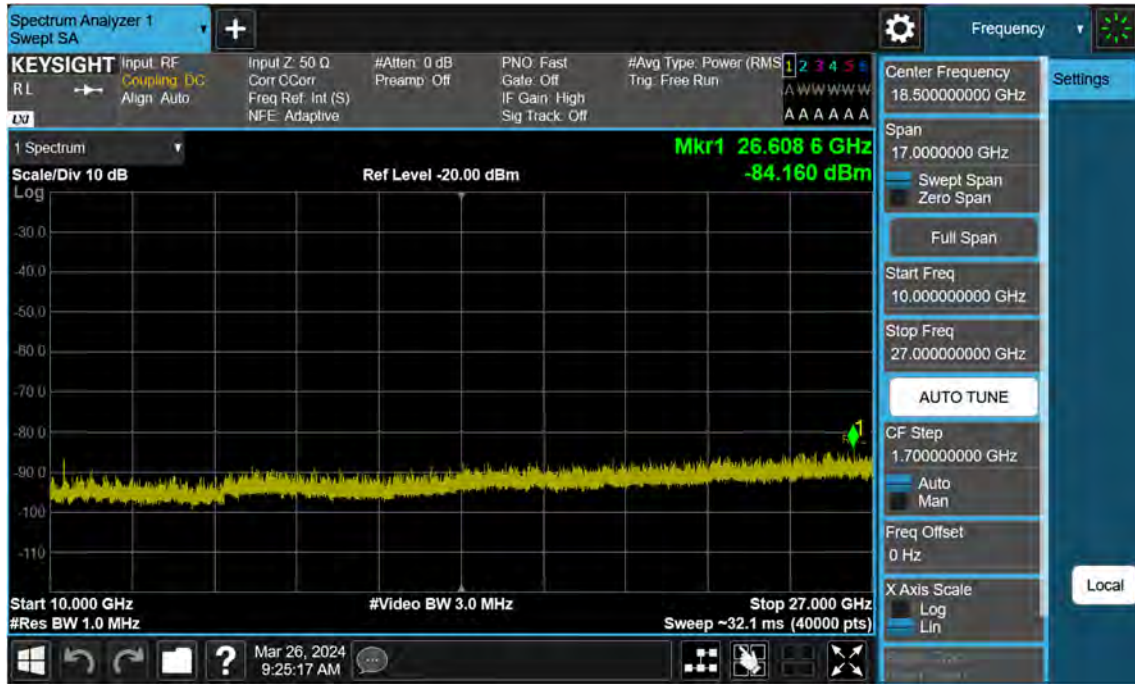 Spectrum Analyzer 1
Swept SA
+
Frequency
KEYSIGHT
RL
LXI
Input: RF
Coupling: DC
Align: Auto
Input Z: 50 Ω
Corr CCorr
Freq Ref: Int (S)
NFE: Adaptive
#Atten: 0 dB
Preamp: Off
PNO: Fast
Gate: Off
IF Gain: High
Sig Track: Off
#Avg Type: Power (RMS
Trig: Free Run
1 2 3 4 5 6
A W W W W W
A A A A A A
1 Spectrum
Mkr1 26.608 6 GHz
Scale/Div 10 dB
Ref Level -20.00 dBm
-84.160 dBm
Log
-30.0
-40.0
-50.0
-60.0
-70.0
-80.0
-90.0
-100
-110
1
Start 10.000 GHz
#Video BW 3.0 MHz
Stop 27.000 GHz
#Res BW 1.0 MHz
Sweep ~32.1 ms (40000 pts)
?
Mar 26, 2024
9:25:17 AM
Center Frequency
18.500000000 GHz
Settings
Span
17.0000000 GHz
Swept Span
Zero Span
Full Span
Start Freq
10.000000000 GHz
Stop Freq
27.000000000 GHz
AUTO TUNE
CF Step
1.700000000 GHz
Auto
Man
Freq Offset
0 Hz
X Axis Scale
Log
Lin
Local